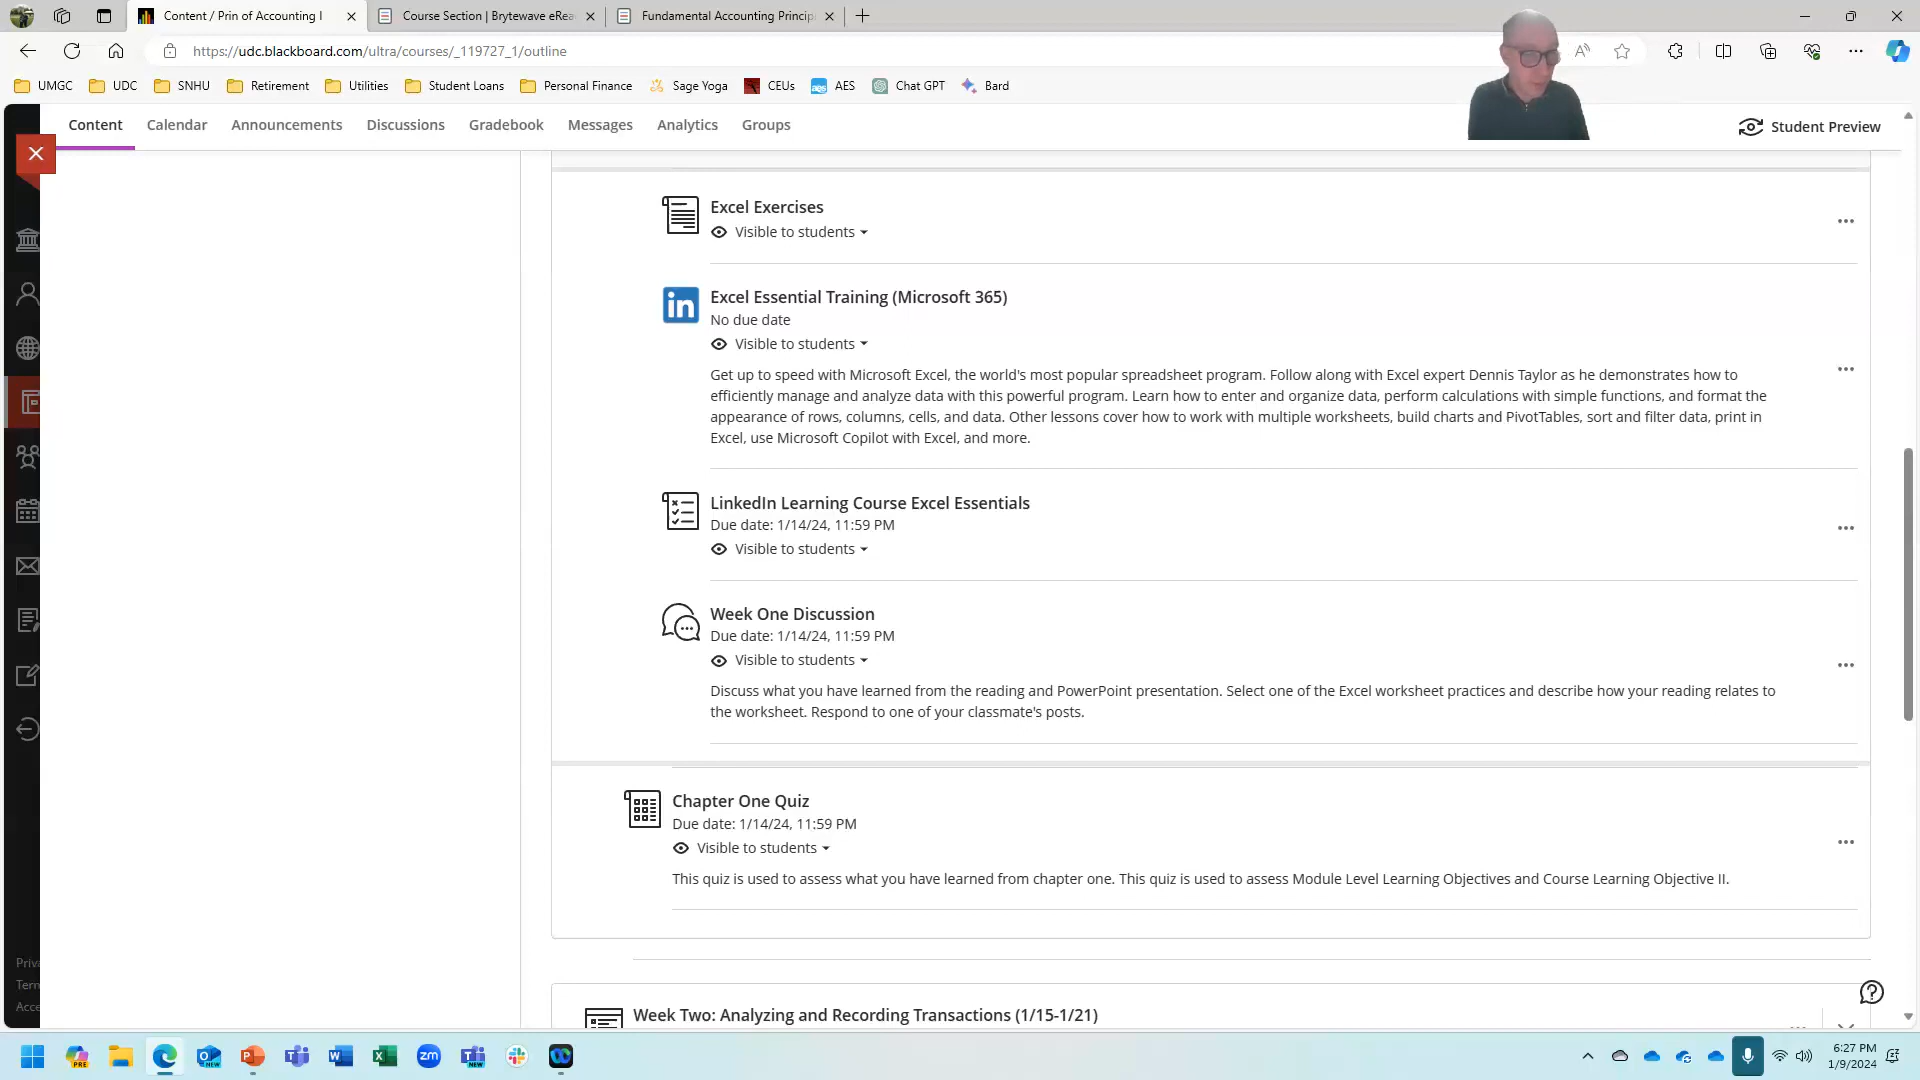 Content / Prin of Accounting I
Course Section | Brytewave eRea
Fundamental Accounting Princip
https://udc.blackboard.com/ultra/courses/_119727_1/outline
UMGC
UDC
SNHU
Retirement
Utilities
Student Loans
Personal Finance
Sage Yoga
CEUs
AES
Chat GPT
Bard
Content
Calendar
Announcements
Discussions
Gradebook
Messages
Analytics
Groups
Student Preview
Excel Exercises
Visible to students
Excel Essential Training (Microsoft 365)
No due date
Visible to students
Get up to speed with Microsoft Excel, the world's most popular spreadsheet program. Follow along with Excel expert Dennis Taylor as he demonstrates how to
efficiently manage and analyze data with this powerful program. Learn how to enter and organize data, perform calculations with simple functions, and format the
appearance of rows, columns, cells, and data. Other lessons cover how to work with multiple worksheets, build charts and PivotTables, sort and filter data, print in
Excel, use Microsoft Copilot with Excel, and more.
LinkedIn Learning Course Excel Essentials
Due date: 1/14/24, 11:59 PM
Visible to students
Week One Discussion
Due date: 1/14/24, 11:59 PM
Visible to students
Discuss what you have learned from the reading and PowerPoint presentation. Select one of the Excel worksheet practices and describe how your reading relates to
the worksheet. Respond to one of your classmate's posts.
Chapter One Quiz
Due date: 1/14/24, 11:59 PM
Visible to students
This quiz is used to assess what you have learned from chapter one. This quiz is used to assess Module Level Learning Objectives and Course Learning Objective II.
Priva
Term
Acce
Week Two: Analyzing and Recording Transactions (1/15-1/21)
6:27 PM
1/9/2024